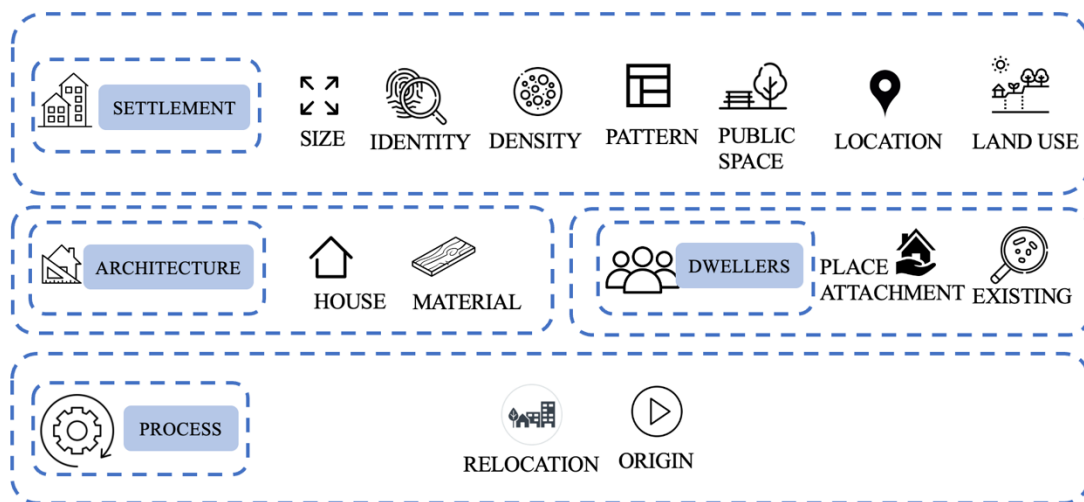 SETTLEMENT
SIZE
IDENTITY
DENSITY
PATTERN
PUBLIC
SPACE
LOCATION
LAND USE
ARCHITECTURE
HOUSE
MATERIAL
DWELLERS
PLACE
ATTACHMENT
EXISTING
PROCESS
RELOCATION
ORIGIN